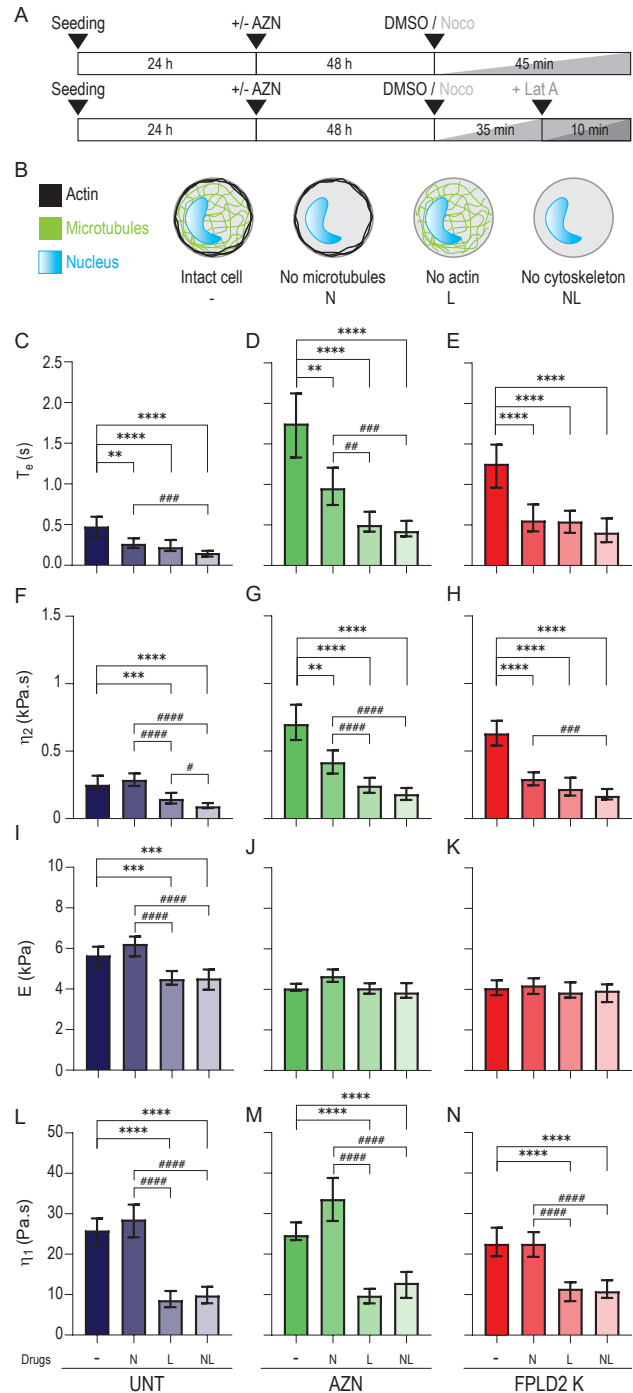 A
Seeding +/- AZN DMSO / Noco
24 h 48 h 45 min
Seeding +/- AZN DMSO / Noco + Lat A
24 h 48 h 35 min 10 min
B
Actin
Microtubules
Nucleus
Intact cell No microtubules No actin No cytoskeleton
- N L NL
C D E
Te (s)
2.5
2.0
1.5
1.0
0.5
0.0
**** **** ** ###
**** **** ** ### ##
**** **** ****
F G H
η2 (kPa.s)
1.5
1
0.5
0
**** *** #### #### #
**** **** ** #### ####
**** **** **** ###
I J K
E (kPa)
10
8
6
4
2
0
*** *** #### ####
L M N
η1 (Pa.s)
50
40
30
20
10
0
**** **** #### ####
**** **** #### ####
**** **** #### ####
Drugs - N L NL - N L NL - N L NL
UNT AZN FPLD2 K